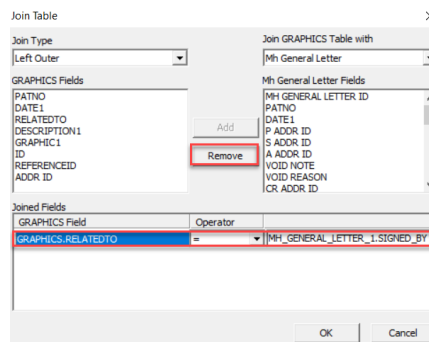 Join Table
Join Type
Join GRAPHICS Table with
Left Outer
Mh General Letter
GRAPHICS Fields
Mh General Letter Fields
PATNO
DATE1
RELATEDTO
DESCRIPTION1
GRAPHIC1
ID
REFERENCEID
ADDR ID
Add
Remove
MH GENERAL LETTER ID
PATNO
DATE1
P ADDR ID
S ADDR ID
A ADDR ID
VOID NOTE
VOID REASON
CR ADDR ID
Joined Fields
GRAPHICS Field Operator
GRAPHICS.RELATEDTO = MH_GENERAL_LETTER_1.SIGNED_BY
OK Cancel